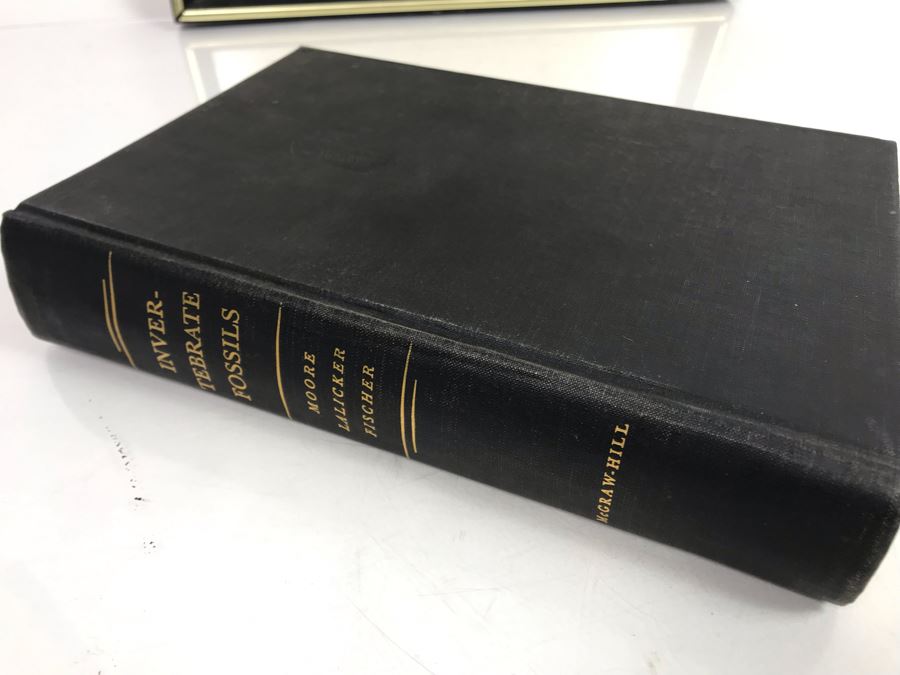 INVER-
TEBRATE
FOSSILS
MOORE
LALICKER
FISCHER
McGRAW-HILL